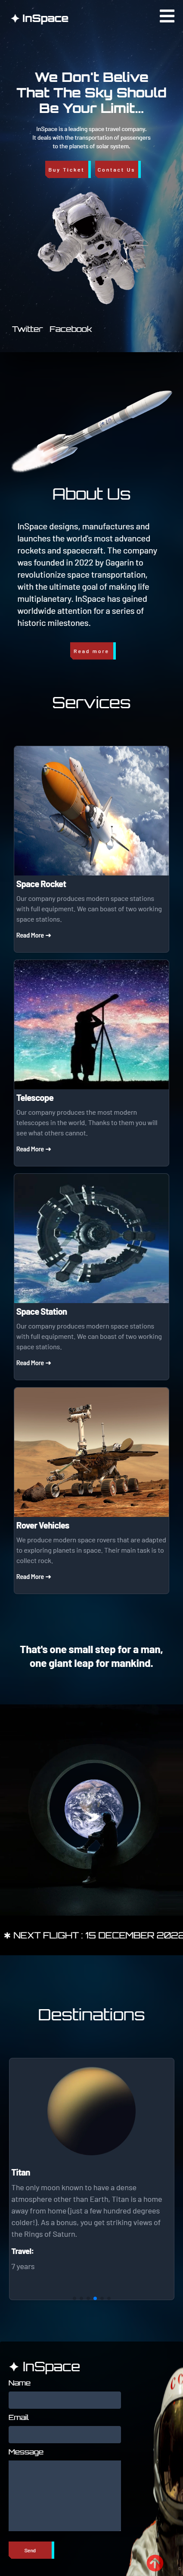 ✦ InSpace
We Don't Belive
That The Sky Should
Be Your Limit...
InSpace is a leading space travel company.
It deals with the transportation of passengers
to the planets of solar system.
Buy Ticket
Contact Us
Twitter Facebook
About Us
InSpace designs, manufactures and
launches the world's most advanced
rockets and spacecraft. The company
was founded in 2022 by Gagarin to
revolutionize space transportation,
with the ultimate goal of making life
multiplanetary. InSpace has gained
worldwide attention for a series of
historic milestones.
Read more
Services
Space Rocket
Our company produces modern space stations
with full equipment. We can boast of two working
space stations.
Read More ➔
Telescope
Our company produces the most modern
telescopes in the world. Thanks to them you will
see what others cannot.
Read More ➔
Space Station
Our company produces modern space stations
with full equipment. We can boast of two working
space stations.
Read More ➔
Rover Vehicles
We produce modern space rovers that are adapted
to exploring planets in space. Their main task is to
collect rock.
Read More ➔
That's one small step for a man,
one giant leap for mankind.
✱ NEXT FLIGHT : 15 DECEMBER 2022
Destinations
Titan
The only moon known to have a dense
atmosphere other than Earth, Titan is a home
away from home (just a few hundred degrees
colder!). As a bonus, you get striking views of
the Rings of Saturn.
Travel:
7 years
✦ InSpace
Name
Email
Message
Send